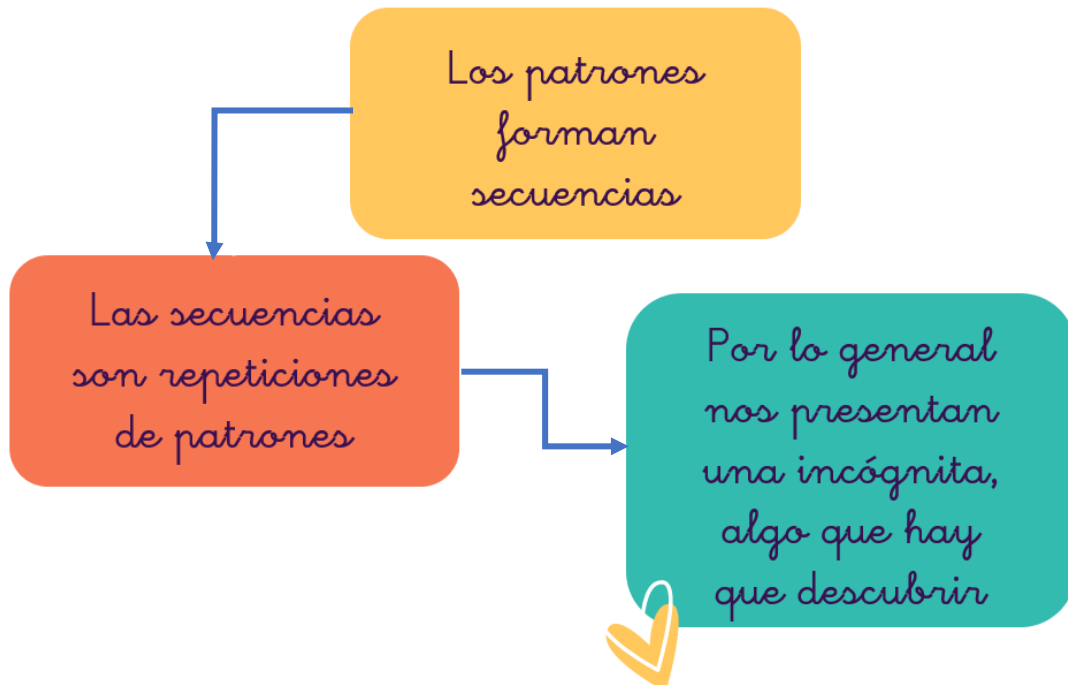 Los patrones
forman
secuencias
Las secuencias
son repeticiones
de patrones
Por lo general
nos presentan
una incógnita,
algo que hay
que descubrir